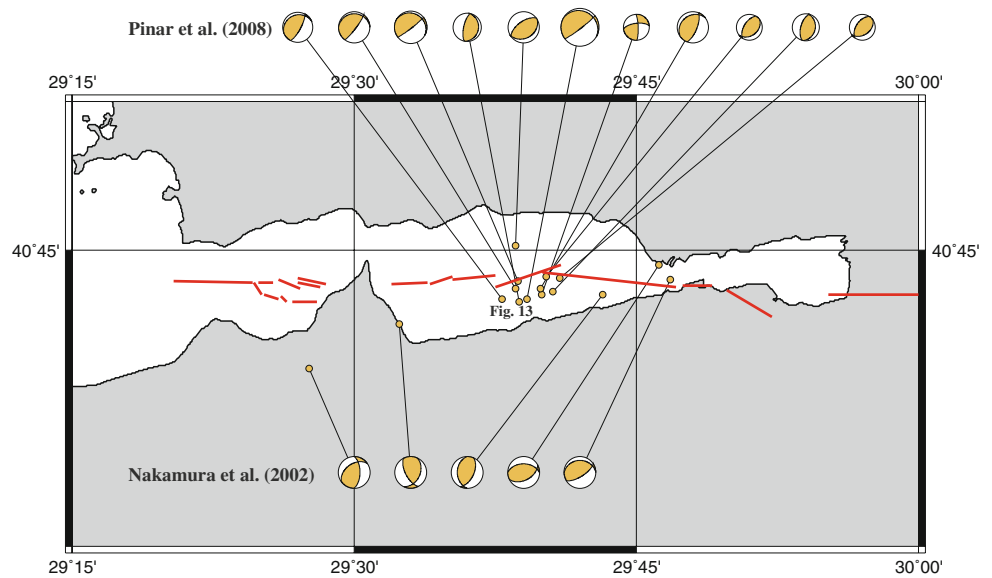 Pinar et al. (2008)
29˚15' 29˚30' 29˚45' 30˚00'
40˚45' 40˚45'
Fig. 13
Nakamura et al. (2002)
29˚15' 29˚30' 29˚45' 30˚00'